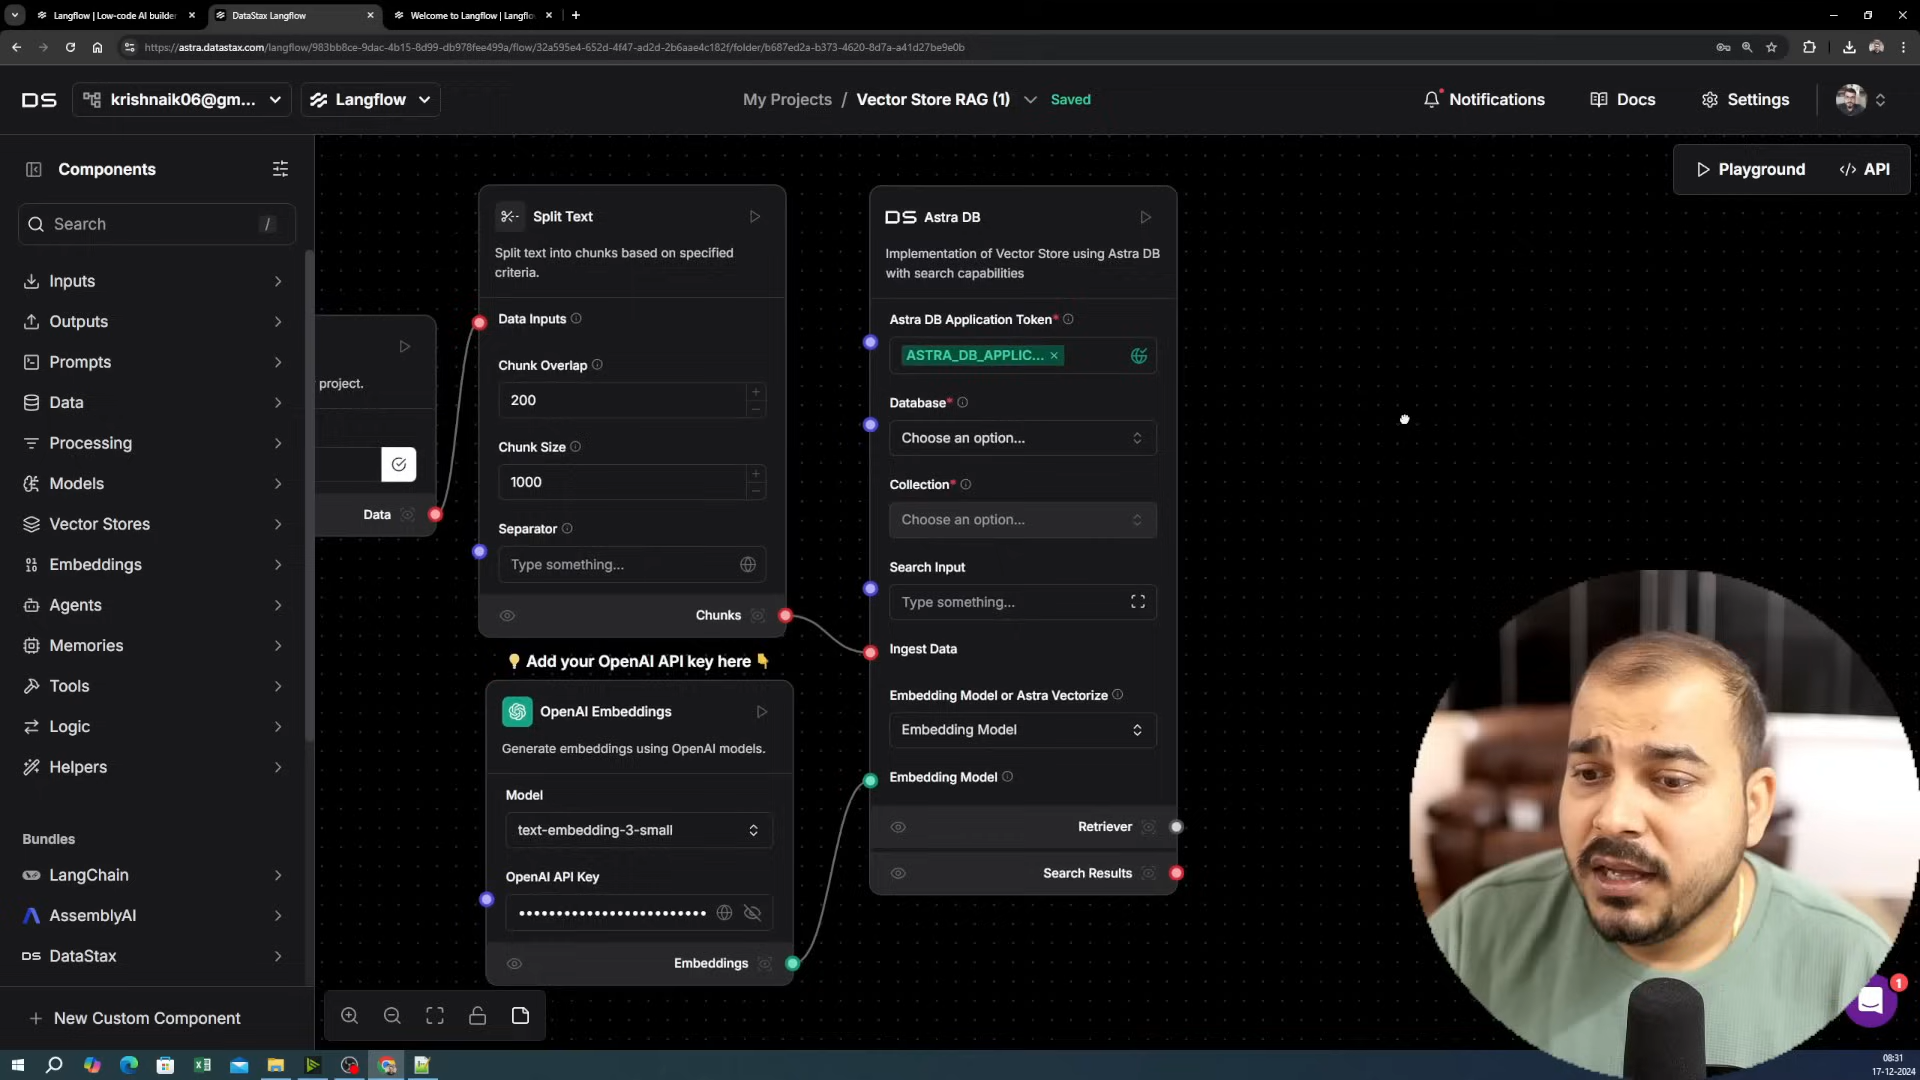 Langflow | Low-code AI builder
DataStax Langflow
Welcome to Langflow | Langflo
https://astra.datastax.com/langflow/983bb8ce-9dac-4b15-8d99-db978fee499a/flow/32a595e4-652d-4f47-ad2d-2b6aae4c182f/folder/b687ed2a-b373-4620-8d7a-a41d27be9e0b
DS krishnaik06@gm... Langflow My Projects / Vector Store RAG (1) Saved Notifications Docs Settings
Playground API
Components
Search /
Inputs
Outputs
Prompts
Data
Processing
Models
Vector Stores
Embeddings
Agents
Memories
Tools
Logic
Helpers
Bundles
LangChain
AssemblyAI
DS DataStax
New Custom Component
project.
Data
Split Text
Split text into chunks based on specified
criteria.
Data Inputs
Chunk Overlap
200
Chunk Size
1000
Separator
Type something...
Chunks
💡 Add your OpenAI API key here 👇
OpenAI Embeddings
Generate embeddings using OpenAI models.
Model
text-embedding-3-small
OpenAI API Key
••••••••••••••••••••••••••
Embeddings
DS Astra DB
Implementation of Vector Store using Astra DB
with search capabilities
Astra DB Application Token*
ASTRA_DB_APPLIC...
Database*
Choose an option...
Collection*
Choose an option...
Search Input
Type something...
Ingest Data
Embedding Model or Astra Vectorize
Embedding Model
Embedding Model
Retriever
Search Results
1
08:31
17-12-2024